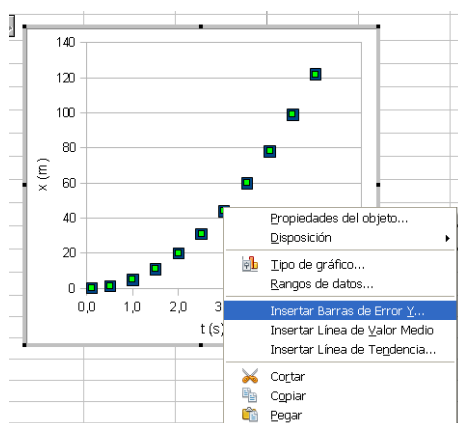 140
120
100
80
60
40
20
0
x (m)
0,0
1,0
2,0
3
t (s)
Propiedades del objeto...
Disposición
Tipo de gráfico...
Rangos de datos...
Insertar Barras de Error Y...
Insertar Línea de Valor Medio
Insertar Línea de Tendencia...
Cortar
Copiar
Pegar